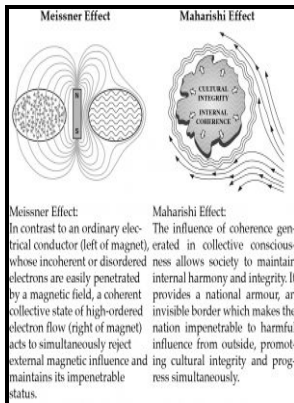 Meissner Effect
N
S
Meissner Effect:
In contrast to an ordinary elec-
trical conductor (left of magnet),
whose incoherent or disordered
electrons are easily penetrated
by a magnetic field, a coherent
collective state of high-ordered
electron flow (right of magnet)
acts to simultaneously reject
external magnetic influence and
maintains its impenetrable
status.
Maharishi Effect
CULTURAL
INTEGRITY
INTERNAL
COHERENCE
Maharishi Effect:
The influence of coherence gen-
erated in collective conscious-
ness allows society to maintain
internal harmony and integrity. It
provides a national armour, an
invisible border which makes the
nation impenetrable to harmful
influence from outside, promot-
ing cultural integrity and prog-
ress simultaneously.